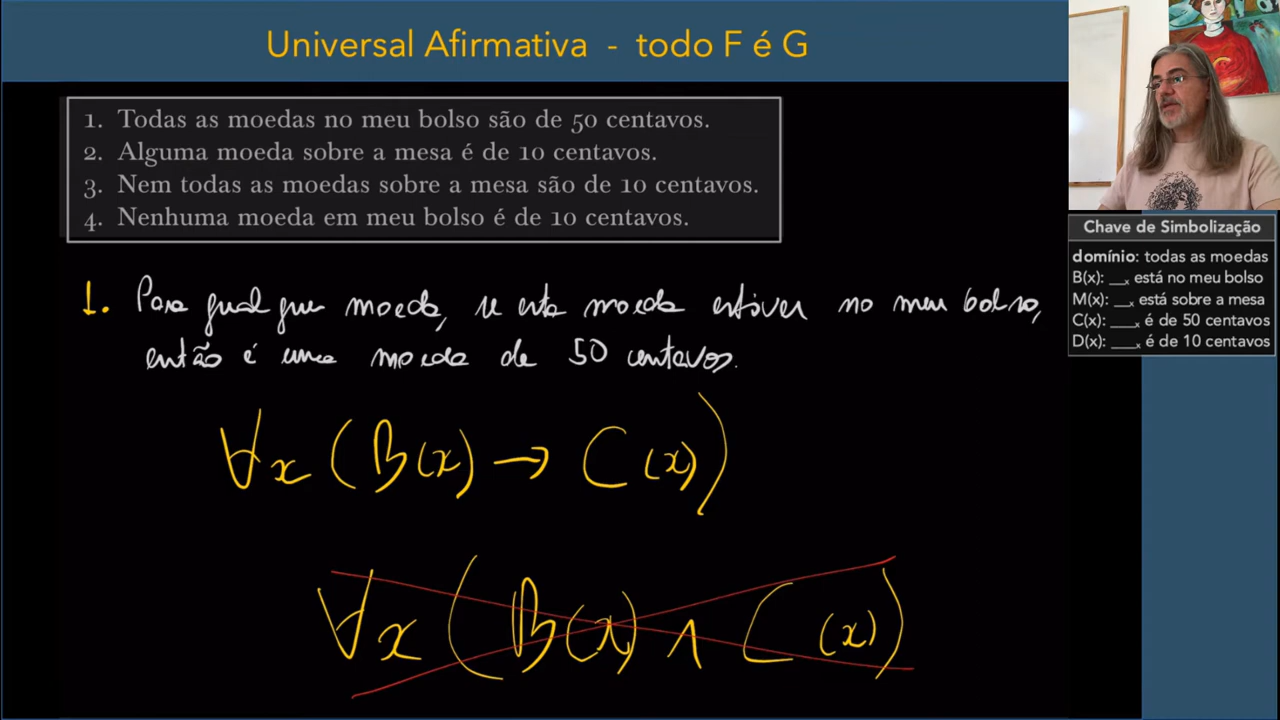 Universal Afirmativa - todo F é G
1. Todas as moedas no meu bolso são de 50 centavos.
2. Alguma moeda sobre a mesa é de 10 centavos.
3. Nem todas as moedas sobre a mesa são de 10 centavos.
4. Nenhuma moeda em meu bolso é de 10 centavos.
Chave de Simbolização
domínio: todas as moedas
B(x): __ₓ está no meu bolso
M(x): __ₓ está sobre a mesa
C(x): ___ₓ é de 50 centavos
D(x): ___ₓ é de 10 centavos
1. Para qualquer moeda, se esta moeda estiver no meu bolso,
então é uma moeda de 50 centavos.
∀x (B(x) → C(x))
∀x (B(x) ∧ C(x))